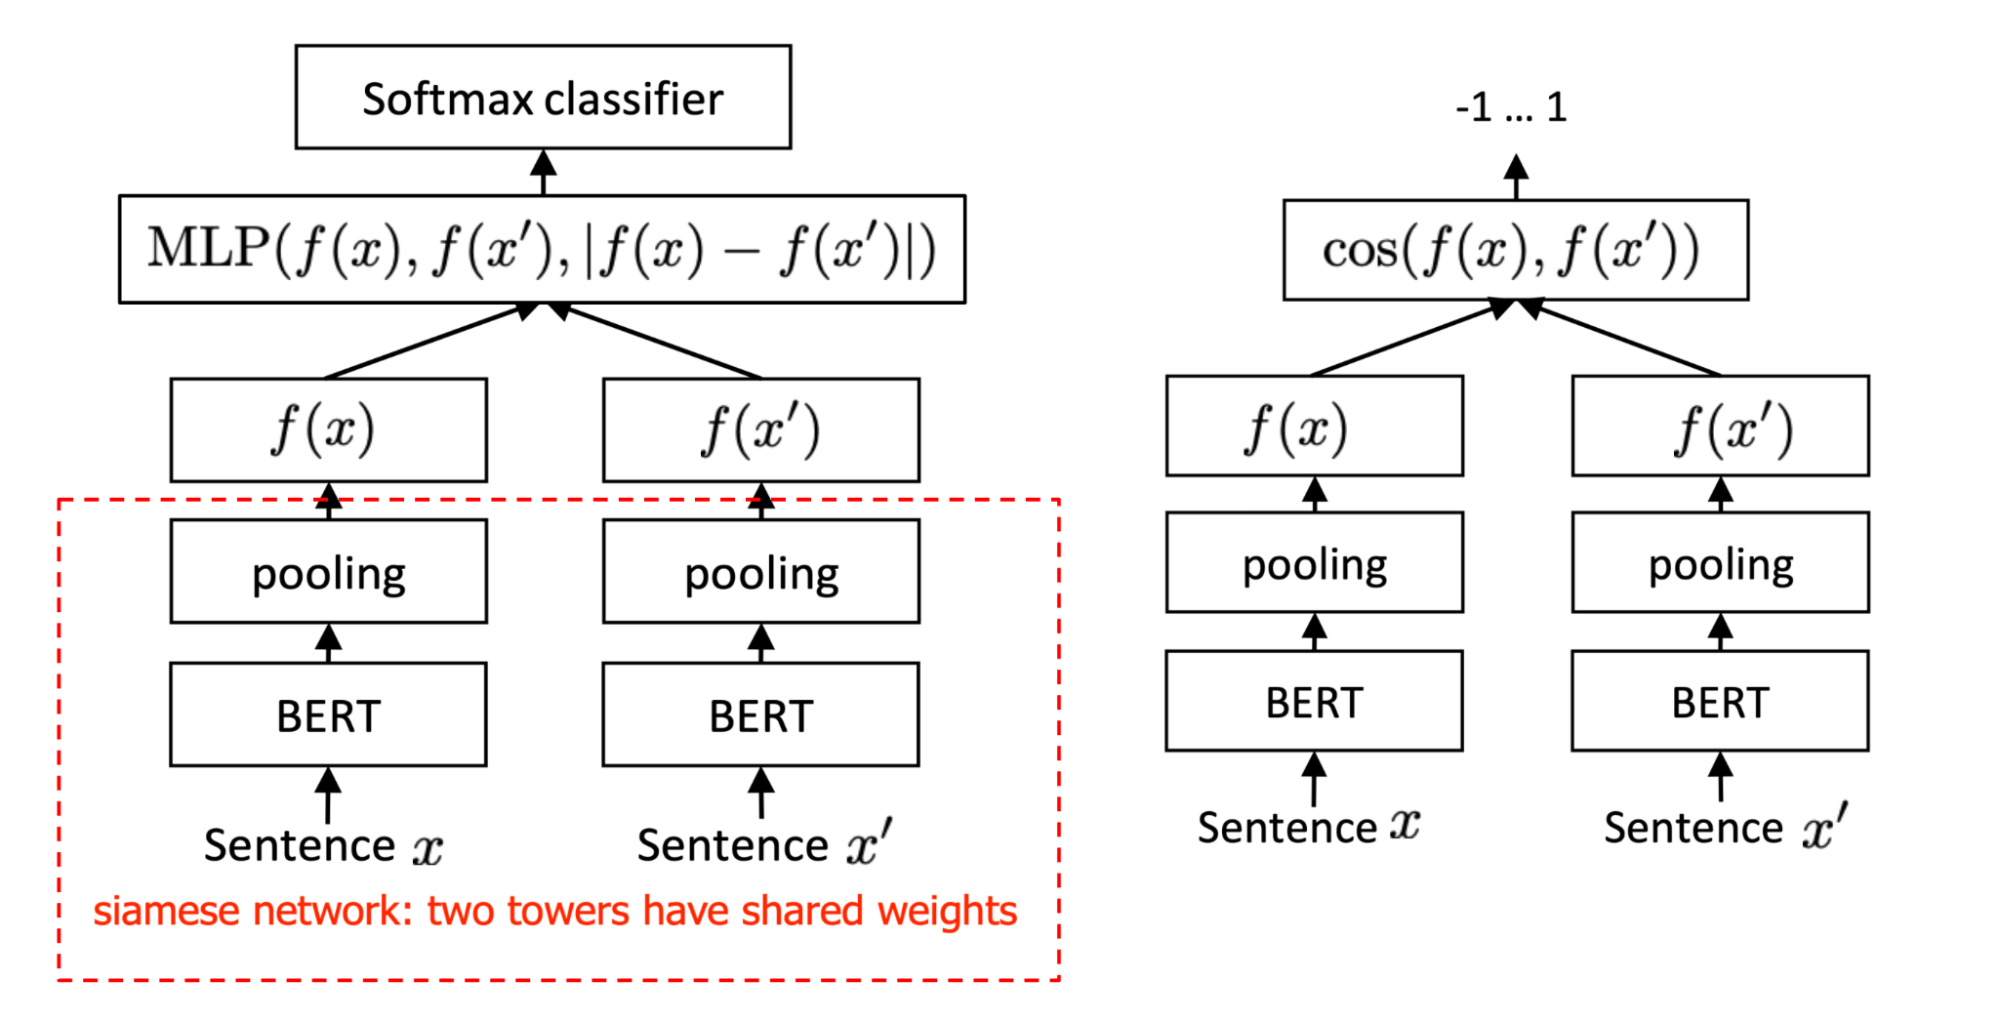 Softmax classifier
MLP(f(x), f(x′), |f(x) − f(x′)|)
f(x)
f(x′)
pooling
pooling
BERT
BERT
Sentence x
Sentence x′
siamese network: two towers have shared weights
-1 ... 1
cos(f(x), f(x′))
f(x)
f(x′)
pooling
pooling
BERT
BERT
Sentence x
Sentence x′